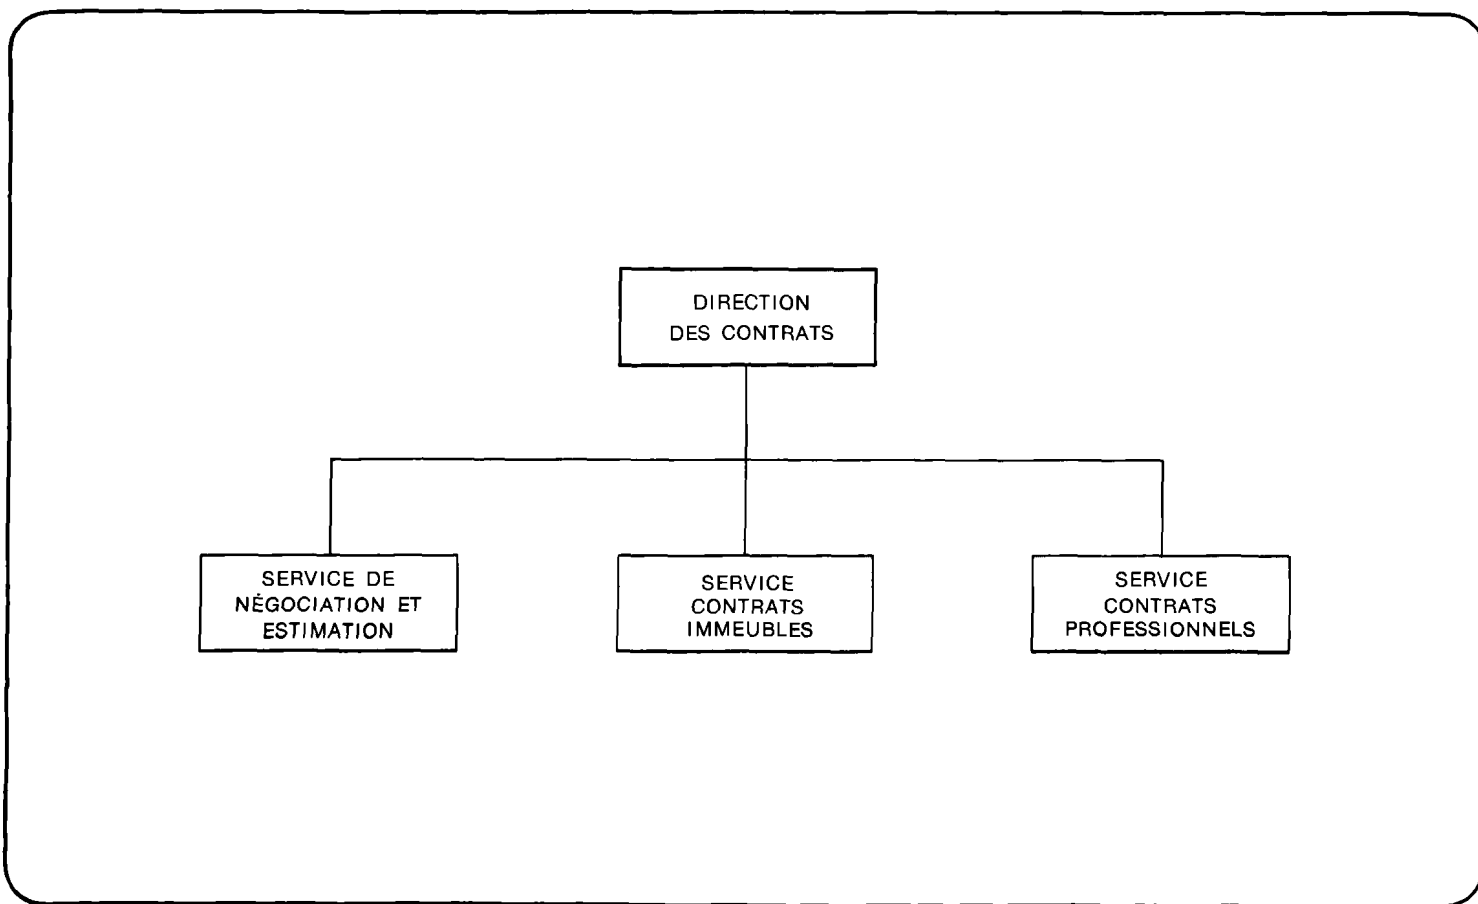 DIRECTION
DES CONTRATS
SERVICE DE
NÉGOCIATION ET
ESTIMATION
SERVICE
CONTRATS
IMMEUBLES
SERVICE
CONTRATS
PROFESSIONNELS